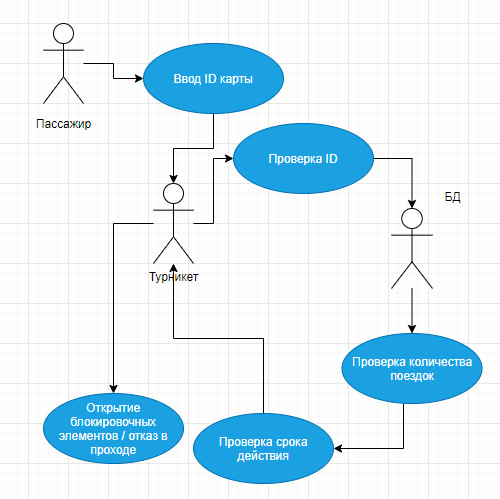 Ввод ID карты
Пассажир
Проверка ID
БД
Турникет
Проверка количества
поездок
Открытие
блокировочных
элементов / отказ в
проходе
Проверка срока
действия